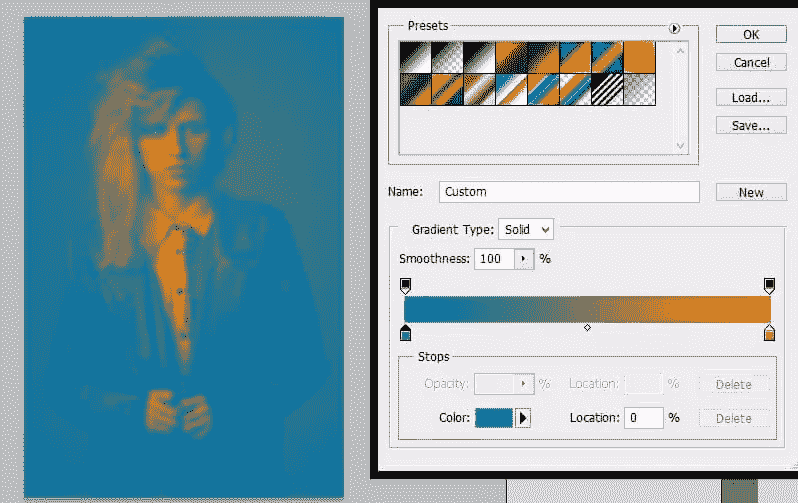 Presets
OK
Cancel
Load...
Save...
Name: Custom
New
Gradient Type: Solid
Smoothness: 100 %
Stops
Opacity: % Location: % Delete
Color: Location: 0 % Delete